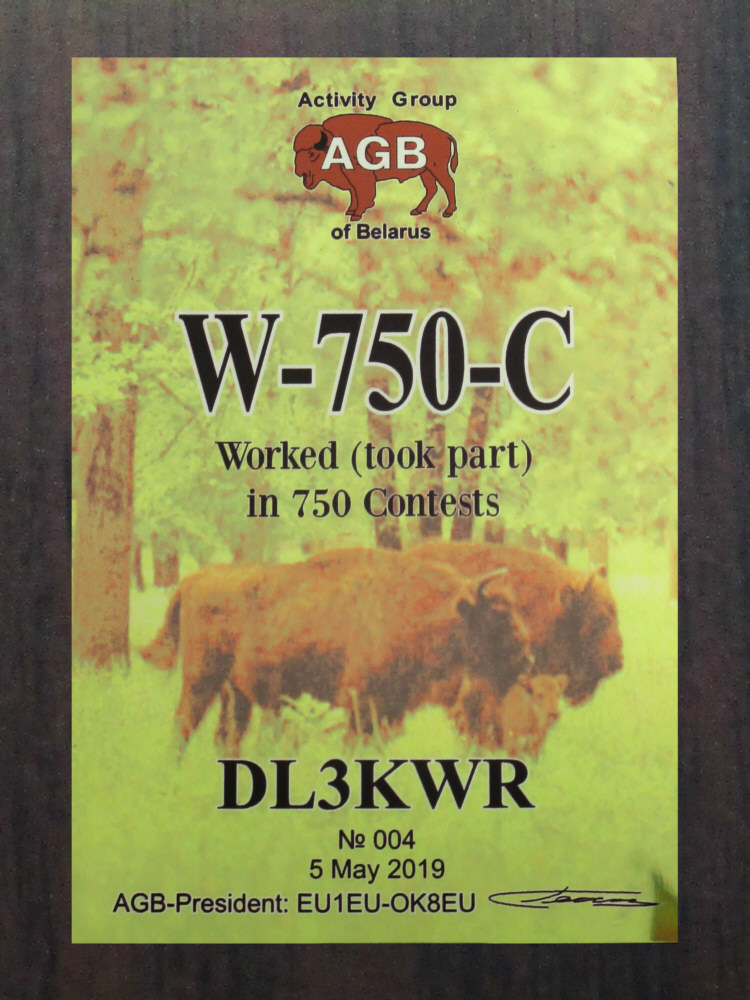 Activity Group
AGB
of Belarus
W-750-C
Worked (took part)
in 750 Contests
DL3KWR
№ 004
5 May 2019
AGB-President: EU1EU-OK8EU